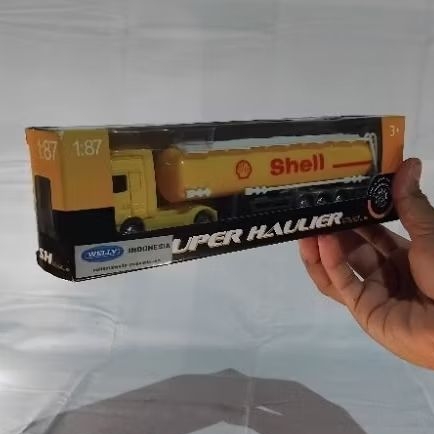 1:87
1:87
3+
Shell
UPER HAULIER
WELLY
INDONESIA